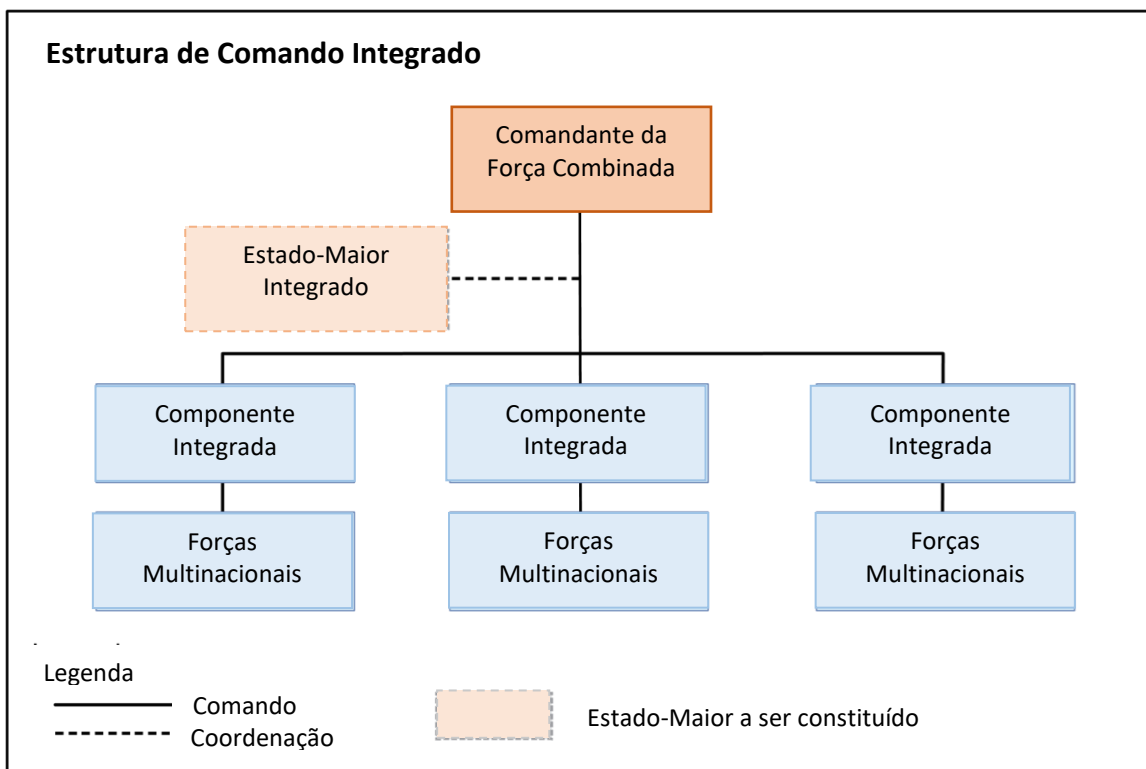 Estrutura de Comando Integrado
Comandante da
Força Combinada
Estado-Maior
Integrado
Componente
Integrada
Componente
Integrada
Componente
Integrada
Forças
Multinacionais
Forças
Multinacionais
Forças
Multinacionais
Legenda
Comando
Coordenação
Estado-Maior a ser constituído